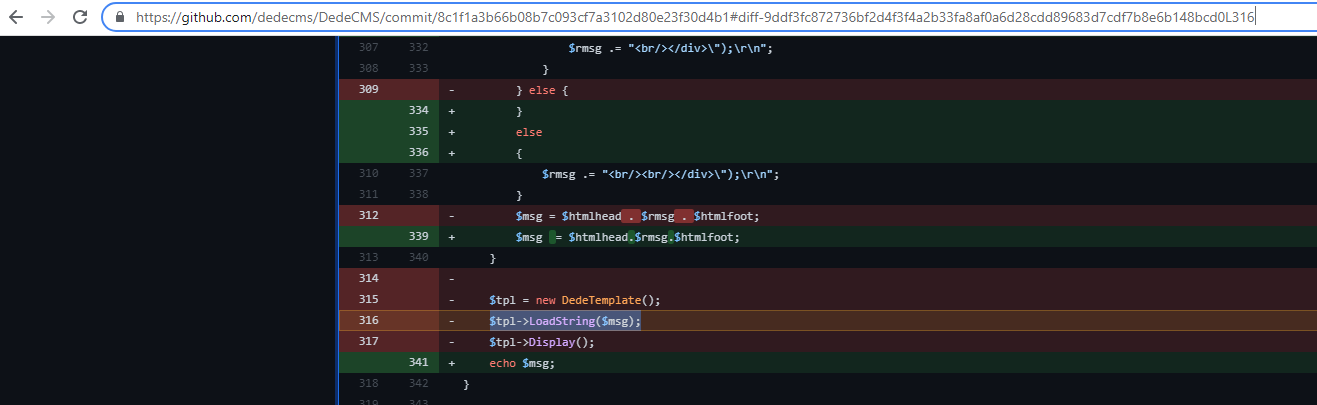 https://github.com/dedecms/DedeCMS/commit/8c1f1a3b66b08b7c093cf7a3102d80e23f30d4b1#diff-9ddf3fc872736bf2d4f3f4a2b33fa8af0a6d28cdd89683d7cdf7b8e6b148bcd0L316
307 332 $rmsg .= "<br/></div>\");\r\n";
308 333 }
309 - } else {
334 + }
335 + else
336 + {
310 337 $rmsg .= "<br/><br/></div>\");\r\n";
311 338 }
312 - $msg = $htmlhead . $rmsg . $htmlfoot;
339 + $msg  = $htmlhead.$rmsg.$htmlfoot;
313 340 }
314 -
315 - $tpl = new DedeTemplate();
316 - $tpl->LoadString($msg);
317 - $tpl->Display();
341 + echo $msg;
318 342 }
319 343